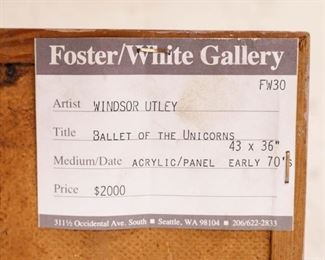 Foster/White Gallery
FW30
Artist WINDSOR UTLEY
Title BALLET OF THE UNICORNS
43 x 36"
Medium/Date ACRYLIC/PANEL EARLY 70's
Price $2000
311½ Occidental Ave. South ■ Seattle, WA 98104 ■ 206/622-2833